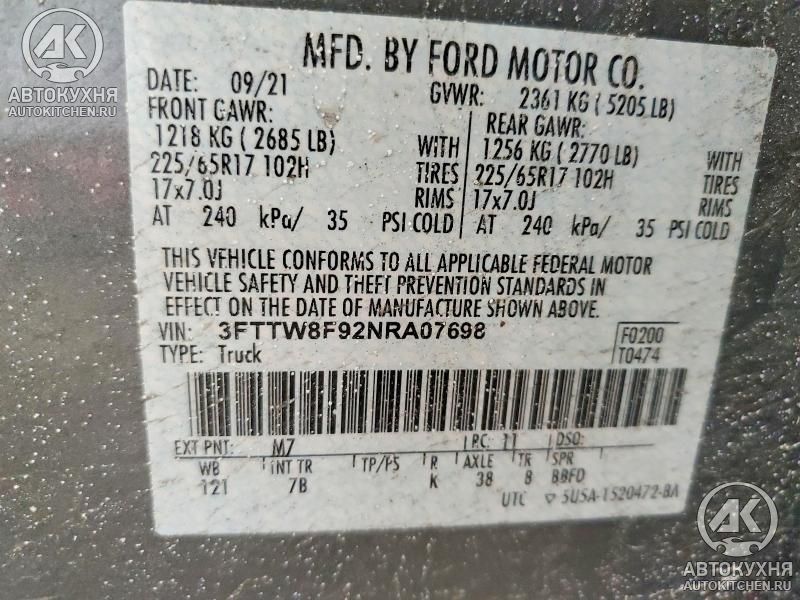 АК
АВТОКУХНЯ
AUTOKITCHEN.RU
MFD. BY FORD MOTOR CO.
DATE: 09/21 GVWR: 2361 KG ( 5205 LB)
FRONT GAWR: REAR GAWR:
1218 KG ( 2685 LB) WITH 1256 KG ( 2770 LB) WITH
225/65R17 102H TIRES 225/65R17 102H TIRES
17x7.0J RIMS 17x7.0J RIMS
AT 240 kPa/ 35 PSI COLD AT 240 kPa/ 35 PSI COLD
THIS VEHICLE CONFORMS TO ALL APPLICABLE FEDERAL MOTOR
VEHICLE SAFETY AND THEFT PREVENTION STANDARDS IN
EFFECT ON THE DATE OF MANUFACTURE SHOWN ABOVE.
VIN: 3FTTW8F92NRA07698 F0200
TYPE: Truck T0474
EXT PNT: M7 RC: 11 DSO:
WB INT TR TP/PS R AXLE TR SPR
121 7B K 38 8 BBFD
UTC ▽ 5U5A-1520472-BA
АК
АВТОКУХНЯ
AUTOKITCHEN.RU